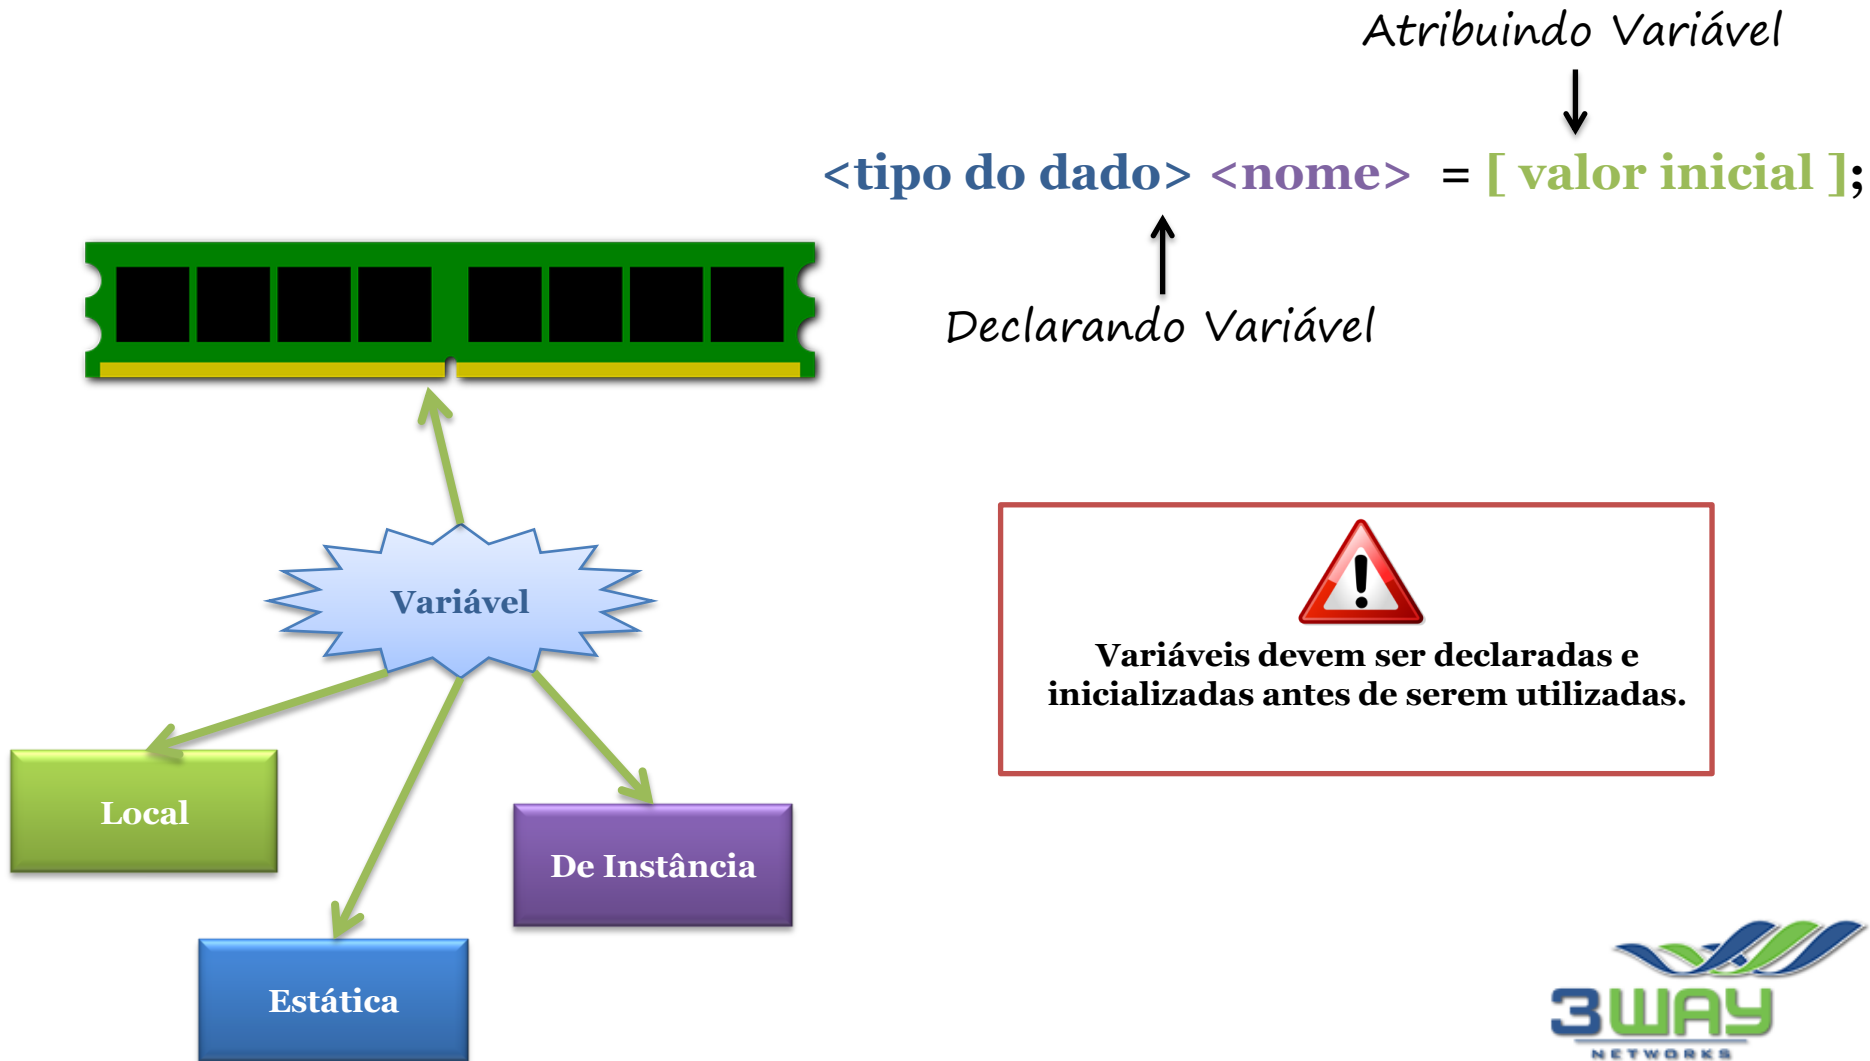 Atribuindo Variável
<tipo do dado> <nome> = [ valor inicial ];
Declarando Variável
Variável
Variáveis devem ser declaradas e
inicializadas antes de serem utilizadas.
Local
De Instância
Estática
3WAY
NETWORKS